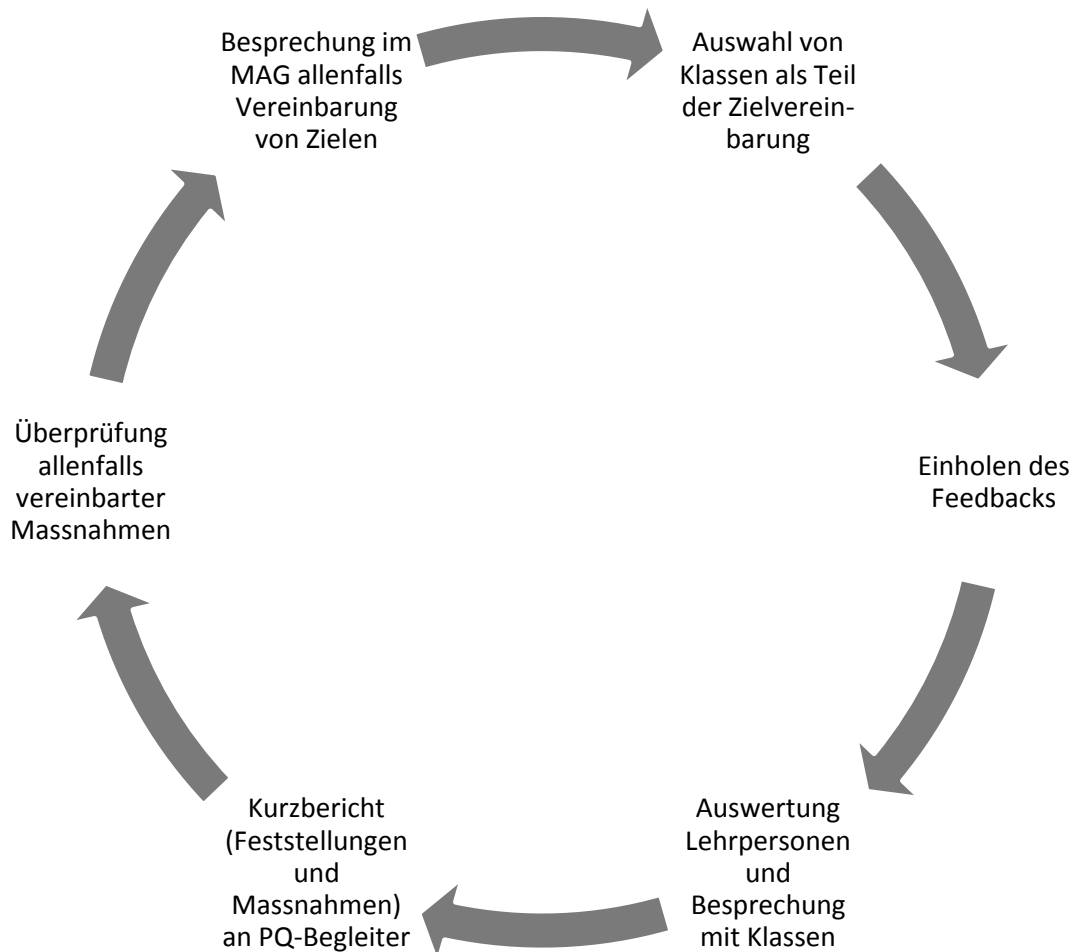 Besprechung im
MAG allenfalls
Vereinbarung
von Zielen
Auswahl von
Klassen als Teil
der Zielverein-
barung
Einholen des
Feedbacks
Auswertung
Lehrpersonen
und
Besprechung
mit Klassen
Kurzbericht
(Feststellungen
und
Massnahmen)
an PQ-Begleiter
Überprüfung
allenfalls
vereinbarter
Massnahmen